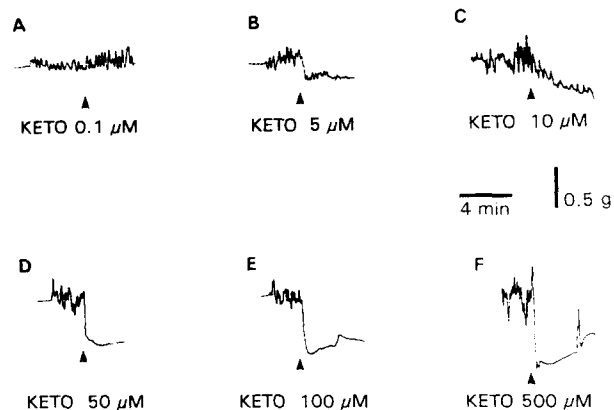 A
B
C
KETO 0.1 µM
KETO 5 µM
KETO 10 µM
4 min
0.5 g
D
E
F
KETO 50 µM
KETO 100 µM
KETO 500 µM